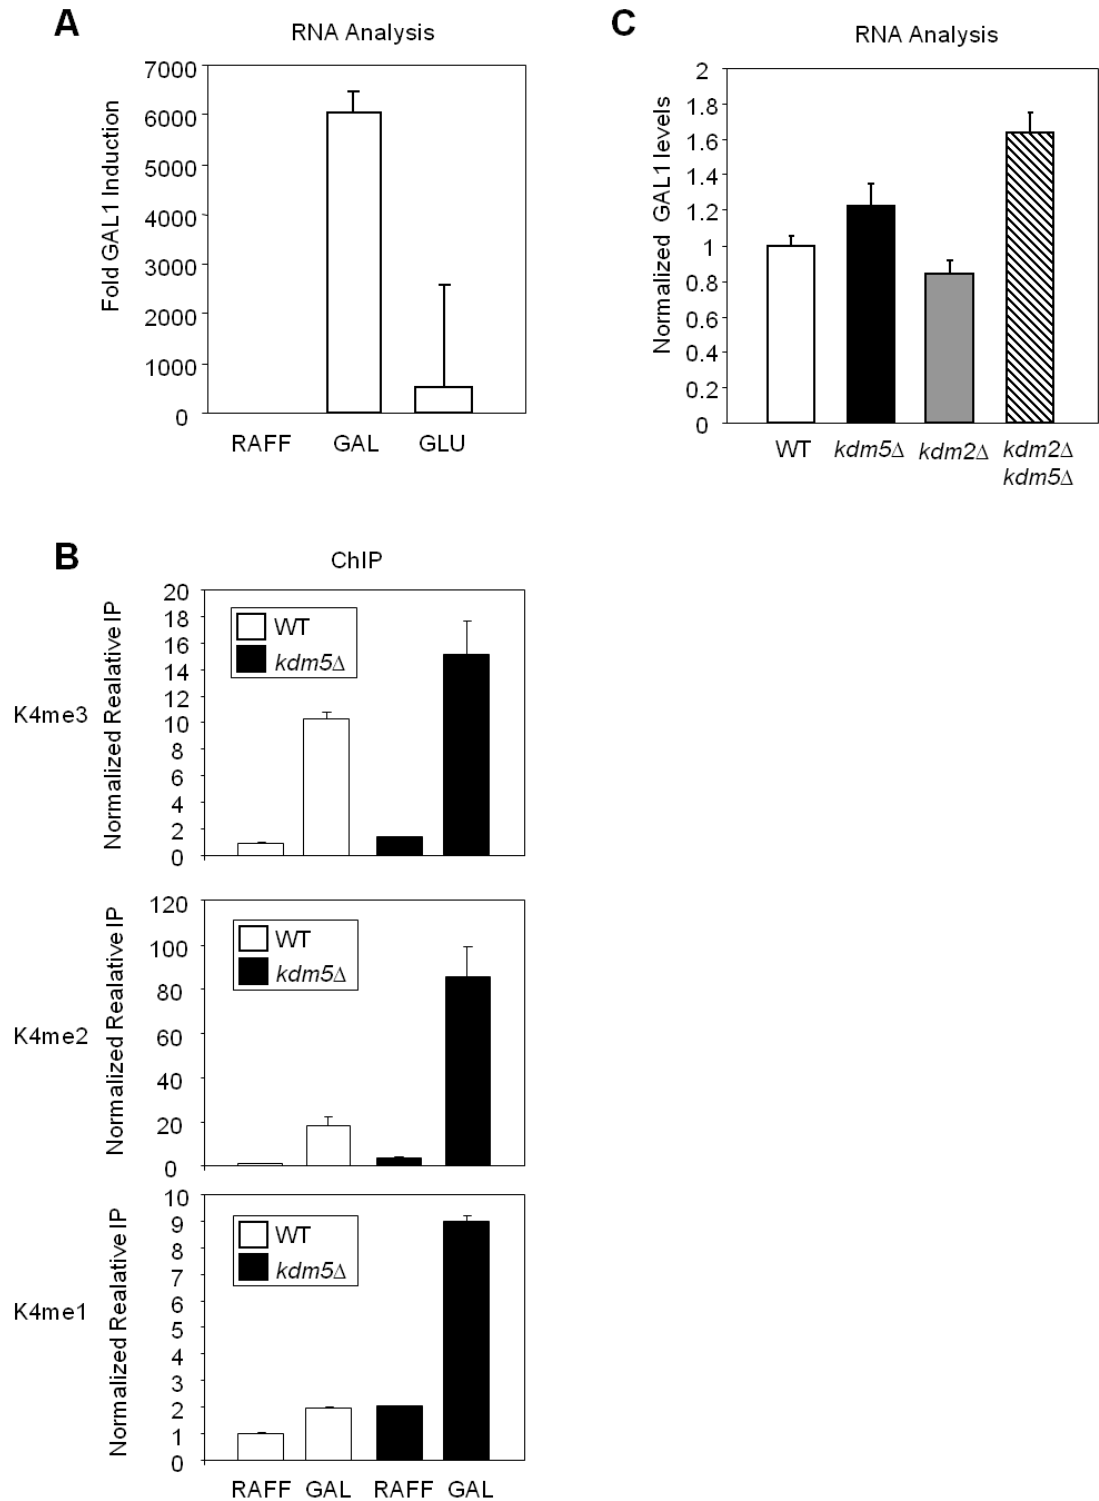 A
RNA Analysis
Fold GAL1 Induction
7000
6000
5000
4000
3000
2000
1000
0
RAFF GAL GLU
C
RNA Analysis
Normalized GAL1 levels
2
1.8
1.6
1.4
1.2
1
0.8
0.6
0.4
0.2
0
WT kdm5Δ kdm2Δ kdm2Δ
kdm5Δ
B
ChIP
K4me3
Normalized Realative IP
20
18
16
14
12
10
8
6
4
2
0
WT
kdm5Δ
K4me2
Normalized Realative IP
120
100
80
60
40
20
0
WT
kdm5Δ
K4me1
Normalized Realative IP
10
9
8
7
6
5
4
3
2
1
0
WT
kdm5Δ
RAFF GAL RAFF GAL